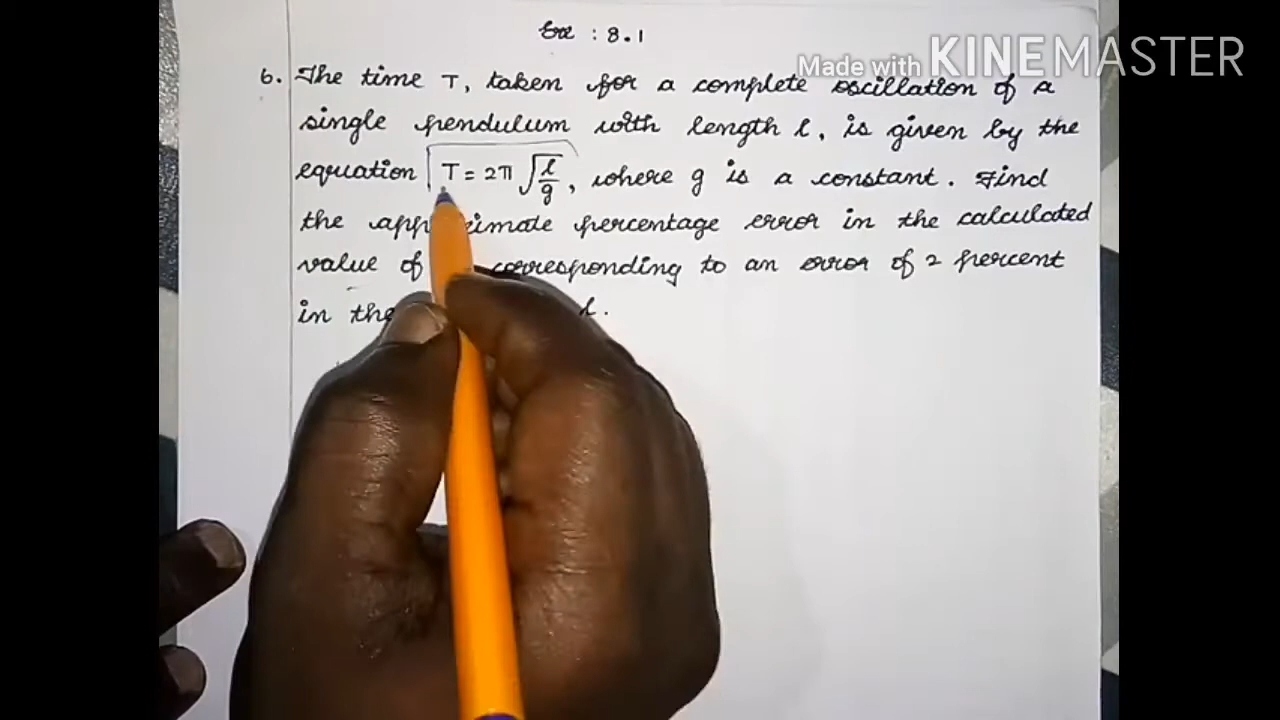 Ex : 8.1
Made with KINEMASTER
6. The time T, taken for a complete oscillation of a
single pendulum with length l, is given by the
equation T = 2π √l/g, where g is a constant. Find
the app ximate percentage error in the calculated
value of corresponding to an error of 2 percent
in the l.